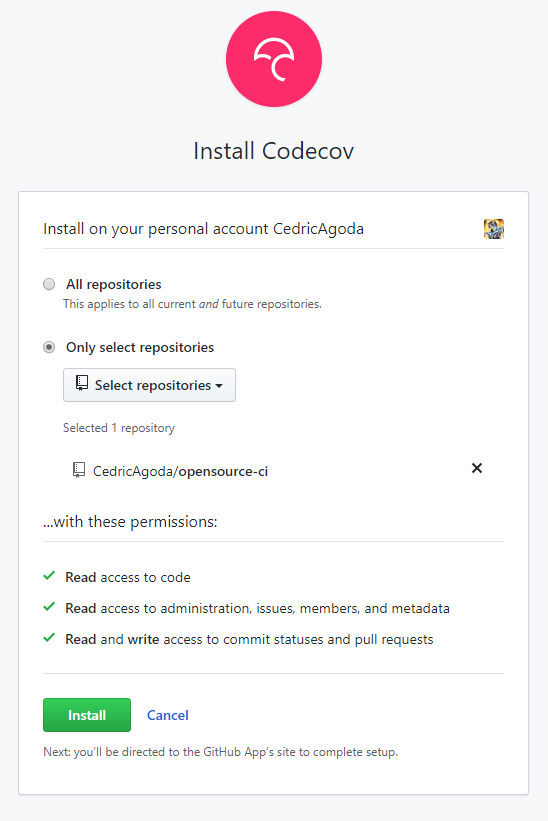 Install Codecov
Install on your personal account CedricAgoda
All repositories
This applies to all current and future repositories.
Only select repositories
Select repositories
Selected 1 repository
CedricAgoda/opensource-ci
...with these permissions:
Read access to code
Read access to administration, issues, members, and metadata
Read and write access to commit statuses and pull requests
Install Cancel
Next: you'll be directed to the GitHub App's site to complete setup.